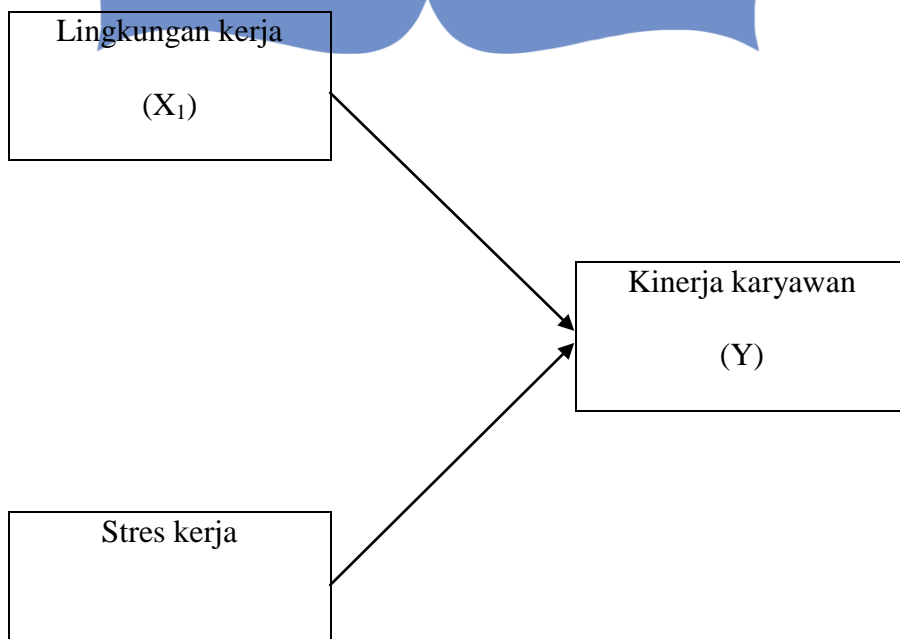 Lingkungan kerja
(X₁)
Kinerja karyawan
(Y)
Stres kerja